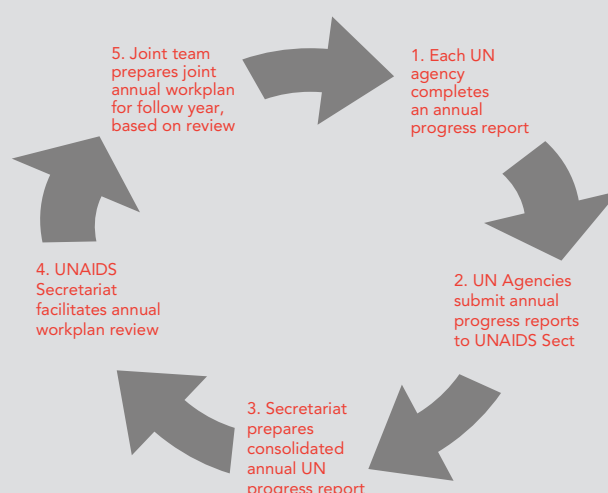 1. Each UN
agency
completes
an annual
progress report
2. UN Agencies
submit annual
progress reports
to UNAIDS Sect
3. Secretariat
prepares
consolidated
annual UN
progress report
4. UNAIDS
Secretariat
facilitates annual
workplan review
5. Joint team
prepares joint
annual workplan
for follow year,
based on review